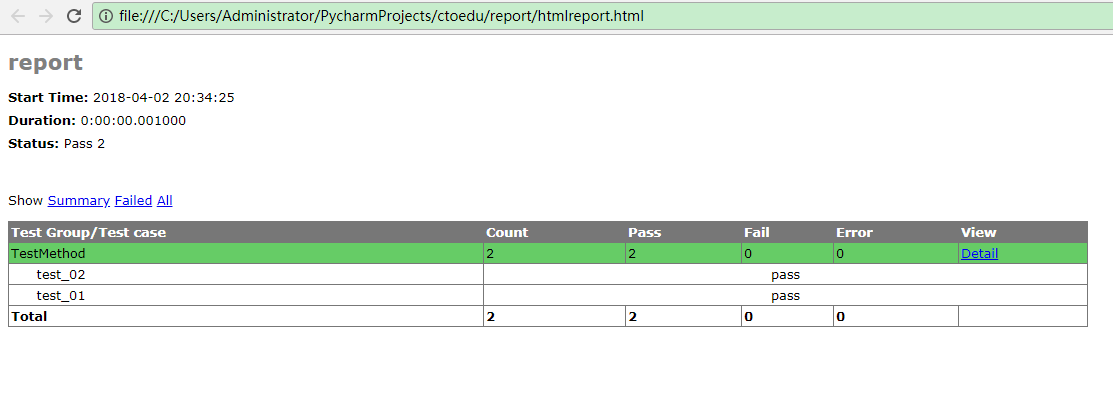 file:///C:/Users/Administrator/PycharmProjects/ctoedu/report/htmlreport.html
report
Start Time: 2018-04-02 20:34:25
Duration: 0:00:00.001000
Status: Pass 2
Show Summary Failed All
Test Group/Test case Count Pass Fail Error View
TestMethod 2 2 0 0 Detail
test_02 pass
test_01 pass
Total 2 2 0 0